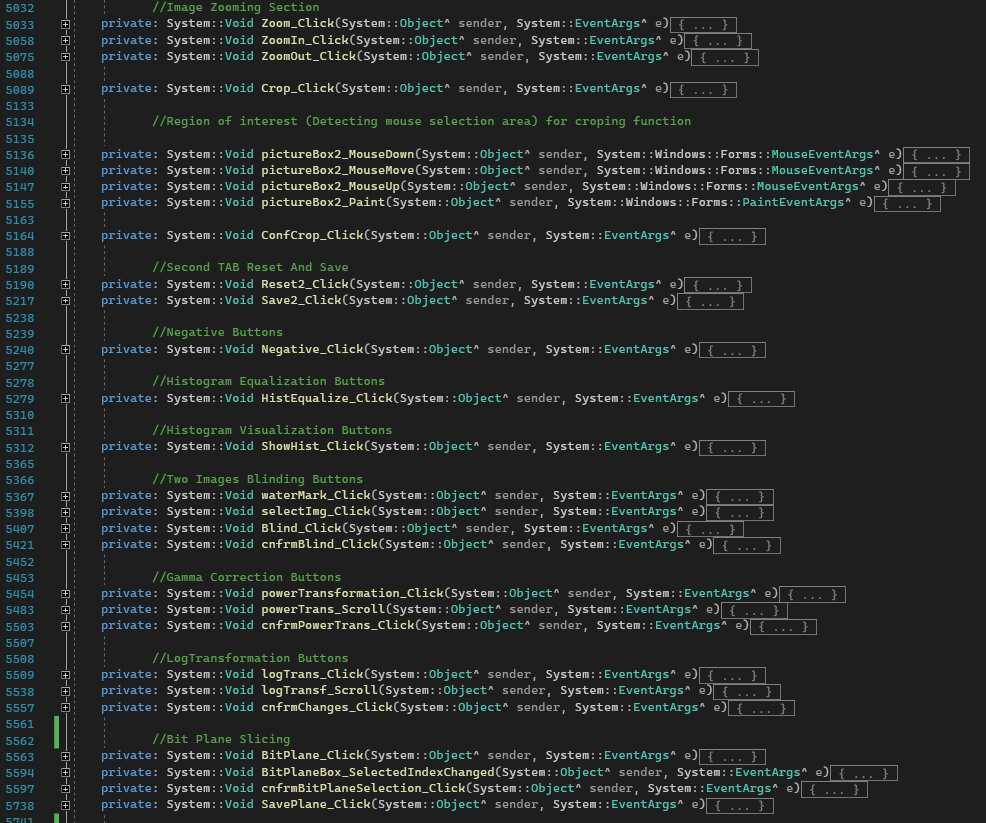 5032 //Image Zooming Section
5033 private: System::Void Zoom_Click(System::Object^ sender, System::EventArgs^ e){ ... }
5058 private: System::Void ZoomIn_Click(System::Object^ sender, System::EventArgs^ e){ ... }
5075 private: System::Void ZoomOut_Click(System::Object^ sender, System::EventArgs^ e){ ... }
5088
5089 private: System::Void Crop_Click(System::Object^ sender, System::EventArgs^ e){ ... }
5133
5134 //Region of interest (Detecting mouse selection area) for croping function
5135
5136 private: System::Void pictureBox2_MouseDown(System::Object^ sender, System::Windows::Forms::MouseEventArgs^ e){ ... }
5140 private: System::Void pictureBox2_MouseMove(System::Object^ sender, System::Windows::Forms::MouseEventArgs^ e){ ... }
5147 private: System::Void pictureBox2_MouseUp(System::Object^ sender, System::Windows::Forms::MouseEventArgs^ e){ ... }
5155 private: System::Void pictureBox2_Paint(System::Object^ sender, System::Windows::Forms::PaintEventArgs^ e){ ... }
5163
5164 private: System::Void ConfCrop_Click(System::Object^ sender, System::EventArgs^ e){ ... }
5188
5189 //Second TAB Reset And Save
5190 private: System::Void Reset2_Click(System::Object^ sender, System::EventArgs^ e){ ... }
5217 private: System::Void Save2_Click(System::Object^ sender, System::EventArgs^ e){ ... }
5238
5239 //Negative Buttons
5240 private: System::Void Negative_Click(System::Object^ sender, System::EventArgs^ e){ ... }
5277
5278 //Histogram Equalization Buttons
5279 private: System::Void HistEqualize_Click(System::Object^ sender, System::EventArgs^ e){ ... }
5310
5311 //Histogram Visualization Buttons
5312 private: System::Void ShowHist_Click(System::Object^ sender, System::EventArgs^ e){ ... }
5365
5366 //Two Images Blinding Buttons
5367 private: System::Void waterMark_Click(System::Object^ sender, System::EventArgs^ e){ ... }
5398 private: System::Void selectImg_Click(System::Object^ sender, System::EventArgs^ e){ ... }
5407 private: System::Void Blind_Click(System::Object^ sender, System::EventArgs^ e){ ... }
5421 private: System::Void cnfrmBlind_Click(System::Object^ sender, System::EventArgs^ e){ ... }
5452
5453 //Gamma Correction Buttons
5454 private: System::Void powerTransformation_Click(System::Object^ sender, System::EventArgs^ e){ ... }
5483 private: System::Void powerTrans_Scroll(System::Object^ sender, System::EventArgs^ e){ ... }
5503 private: System::Void cnfrmPowerTrans_Click(System::Object^ sender, System::EventArgs^ e){ ... }
5507
5508 //LogTransformation Buttons
5509 private: System::Void logTrans_Click(System::Object^ sender, System::EventArgs^ e){ ... }
5538 private: System::Void logTransf_Scroll(System::Object^ sender, System::EventArgs^ e){ ... }
5557 private: System::Void cnfrmChanges_Click(System::Object^ sender, System::EventArgs^ e){ ... }
5561
5562 //Bit Plane Slicing
5563 private: System::Void BitPlane_Click(System::Object^ sender, System::EventArgs^ e){ ... }
5594 private: System::Void BitPlaneBox_SelectedIndexChanged(System::Object^ sender, System::EventArgs^ e){ ... }
5597 private: System::Void cnfrmBitPlaneSelection_Click(System::Object^ sender, System::EventArgs^ e){ ... }
5738 private: System::Void SavePlane_Click(System::Object^ sender, System::EventArgs^ e){ ... }
5741